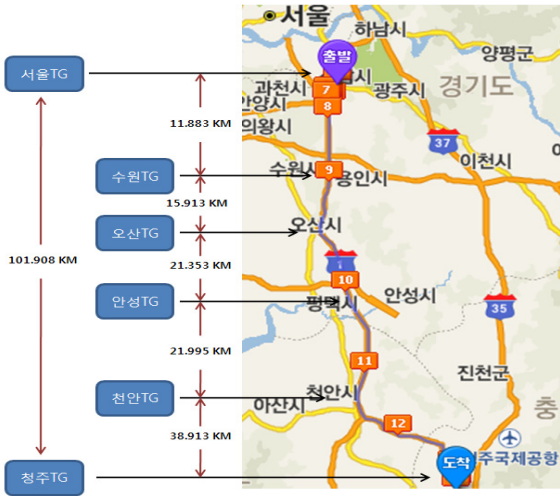 서울TG
수원TG
오산TG
안성TG
천안TG
청주TG
101.908 KM
11.883 KM
15.913 KM
21.353 KM
21.995 KM
38.913 KM
서울
하남시
출발
양평군
과천시
남시
광주시
경기도
7
안양시
8
의왕시
37
수원시
9
용인시
이천시
오산시
1
10
평택시
안성시
35
11
진천군
천안시
충
아산시
12
도착
주국제공항